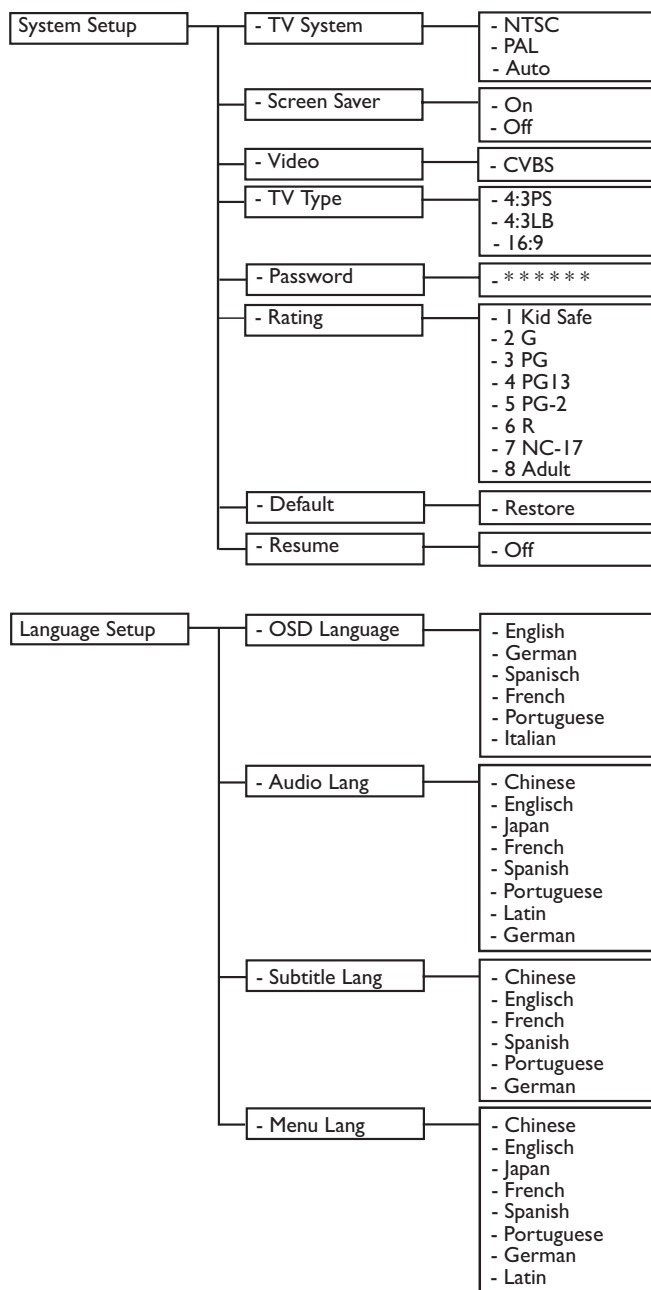 System Setup
- TV System
- NTSC
- PAL
- Auto
- Screen Saver
- On
- Off
- Video
- CVBS
- TV Type
- 4:3PS
- 4:3LB
- 16:9
- Password
- * * * * * *
- Rating
- 1 Kid Safe
- 2 G
- 3 PG
- 4 PG13
- 5 PG-2
- 6 R
- 7 NC-17
- 8 Adult
- Default
- Restore
- Resume
- Off
Language Setup
- OSD Language
- English
- German
- Spanisch
- French
- Portuguese
- Italian
- Audio Lang
- Chinese
- Englisch
- Japan
- French
- Spanish
- Portuguese
- Latin
- German
- Subtitle Lang
- Chinese
- Englisch
- French
- Spanish
- Portuguese
- German
- Menu Lang
- Chinese
- Englisch
- Japan
- French
- Spanish
- Portuguese
- German
- Latin